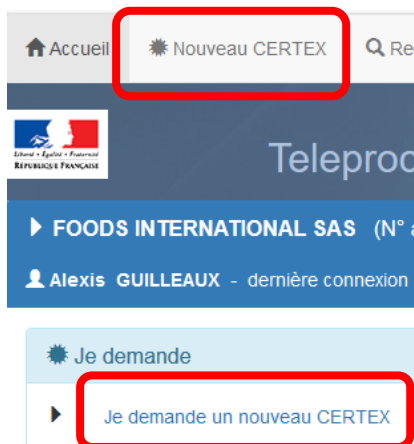 Accueil Nouveau CERTEX Re
Liberté • Égalité • Fraternité
RÉPUBLIQUE FRANÇAISE
Teleproc
FOODS INTERNATIONAL SAS (N° a
Alexis GUILLEAUX - dernière connexion
Je demande
Je demande un nouveau CERTEX